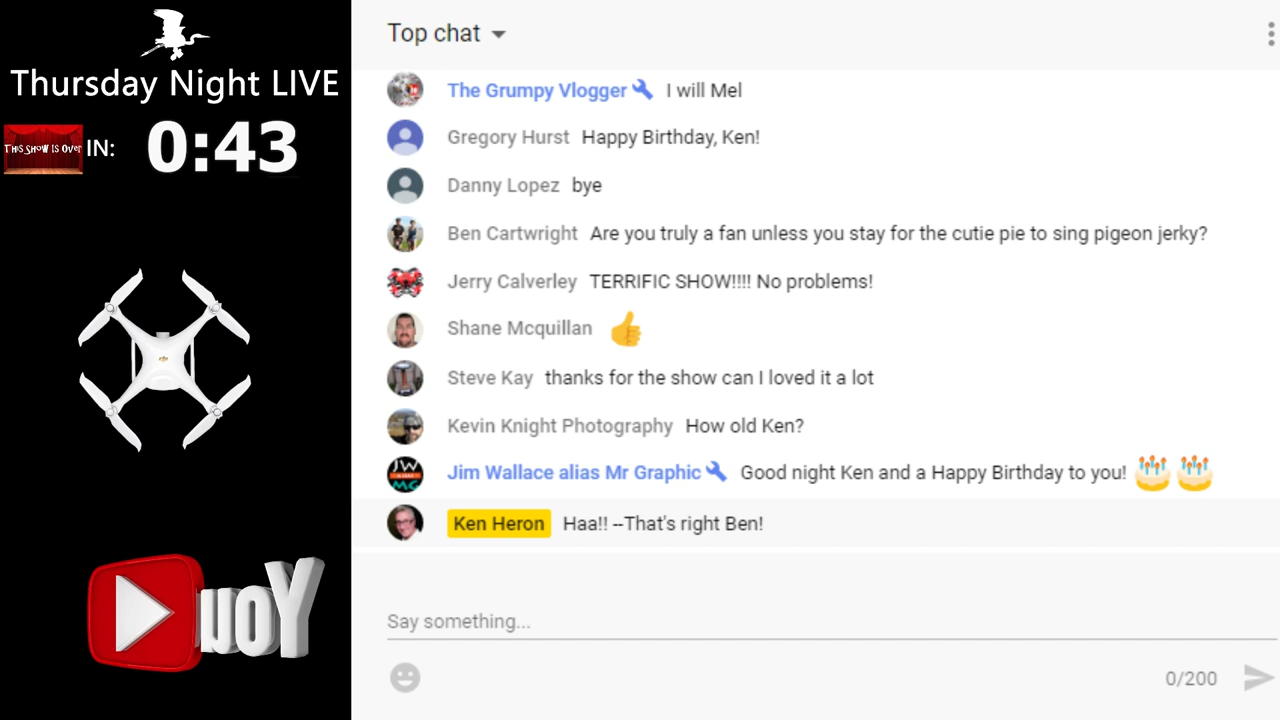 Thursday Night LIVE
THIS SHOW IS OVER IN: 0:43
uoY
Top chat
The Grumpy Vlogger I will Mel
Gregory Hurst Happy Birthday, Ken!
Danny Lopez bye
Ben Cartwright Are you truly a fan unless you stay for the cutie pie to sing pigeon jerky?
Jerry Calverley TERRIFIC SHOW!!!! No problems!
Shane Mcquillan 👍
Steve Kay thanks for the show can I loved it a lot
Kevin Knight Photography How old Ken?
JW
MG
Jim Wallace alias Mr Graphic Good night Ken and a Happy Birthday to you! 🎂🎂
Ken Heron Haa!! --That's right Ben!
Say something...
0/200